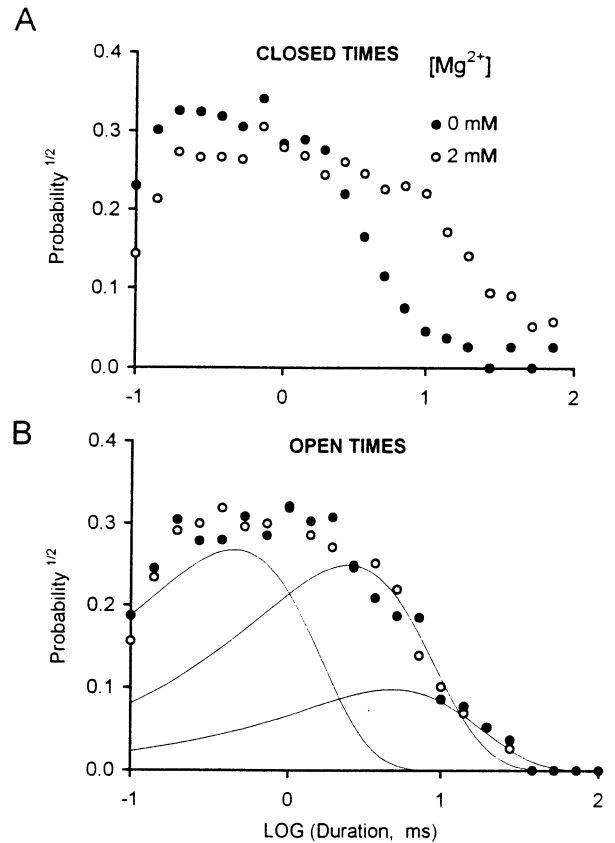 A
CLOSED TIMES
[Mg2+]
0 mM
2 mM
0.4
0.3
0.2
0.1
0.0
Probability 1/2
-1
0
1
2
B
OPEN TIMES
0.4
0.3
0.2
0.1
0.0
Probability 1/2
-1
0
1
2
LOG (Duration, ms)